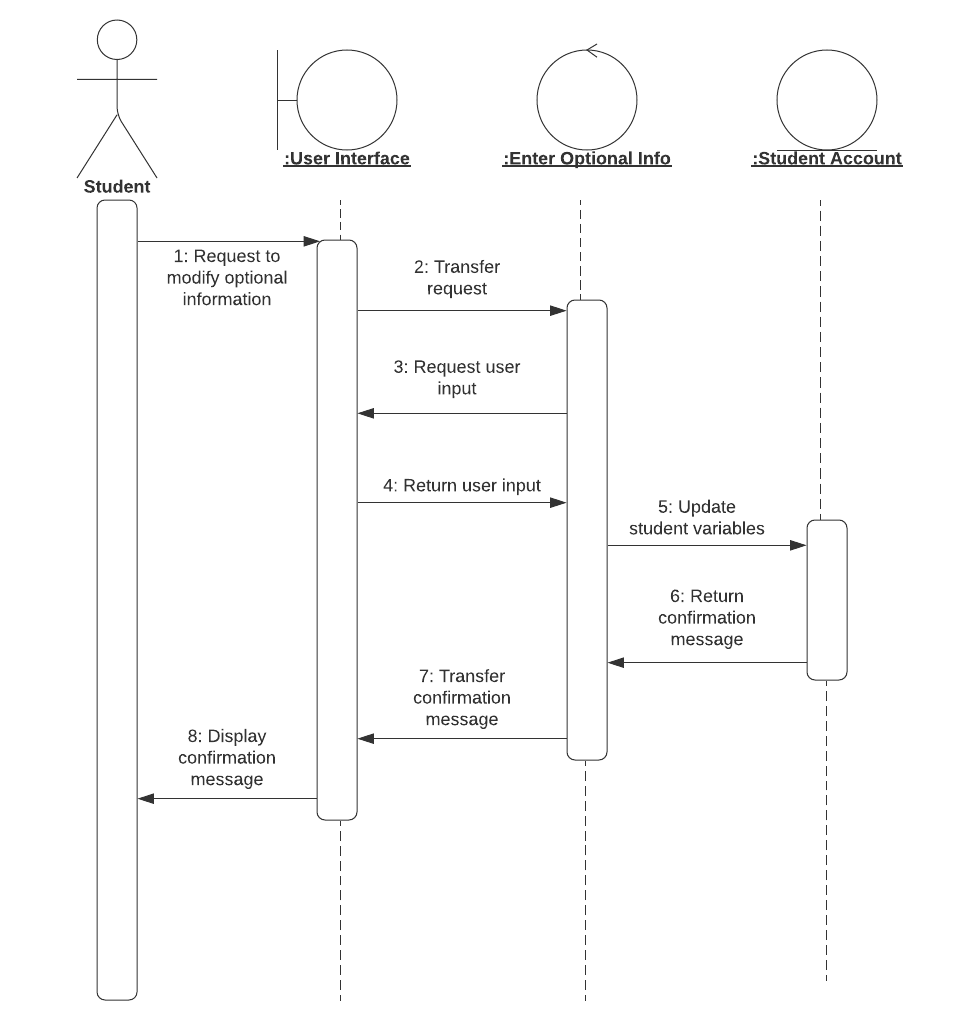 :User Interface
:Enter Optional Info
:Student Account
Student
1: Request to
modify optional
information
2: Transfer
request
3: Request user
input
4: Return user input
5: Update
student variables
6: Return
confirmation
message
7: Transfer
confirmation
message
8: Display
confirmation
message